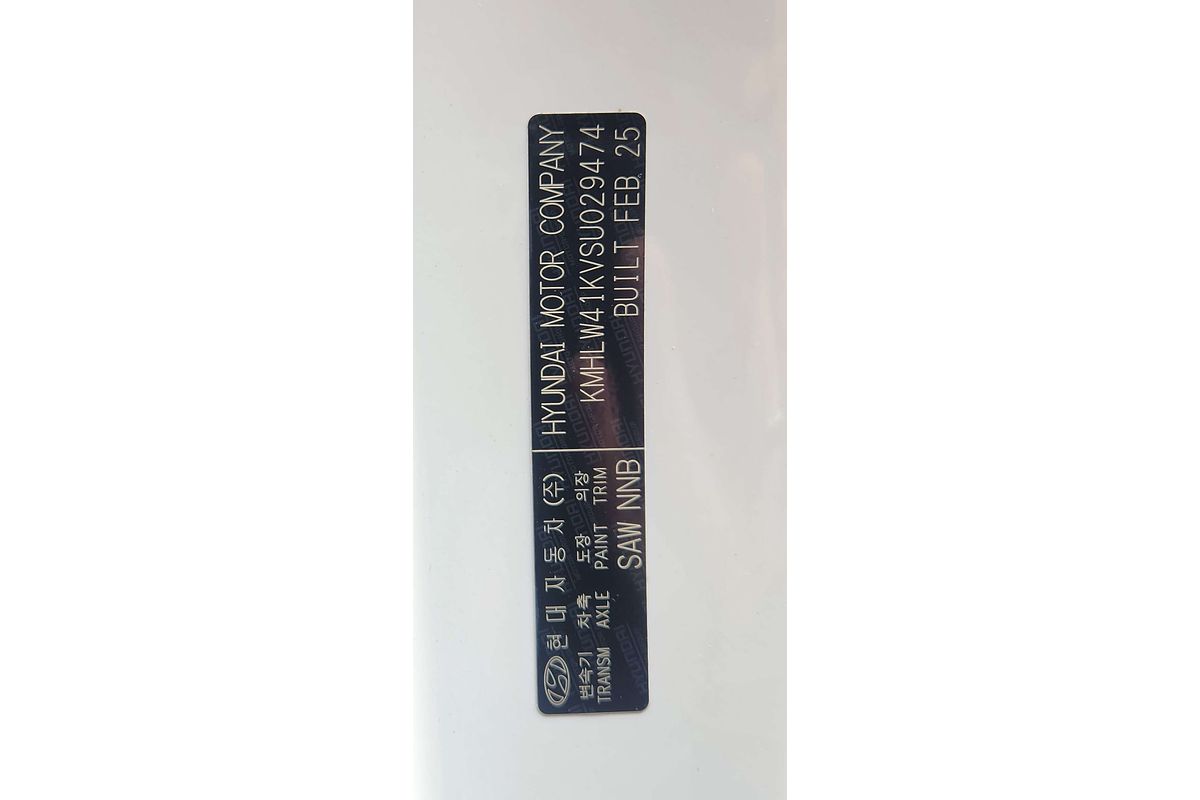 현대자동차(주)
HYUNDAI MOTOR COMPANY
변속기 차축 도장 의장
KMHLW41KVSU029474
TRANSM AXLE PAINT TRIM
SAW NNB
BUILT FEB. 25